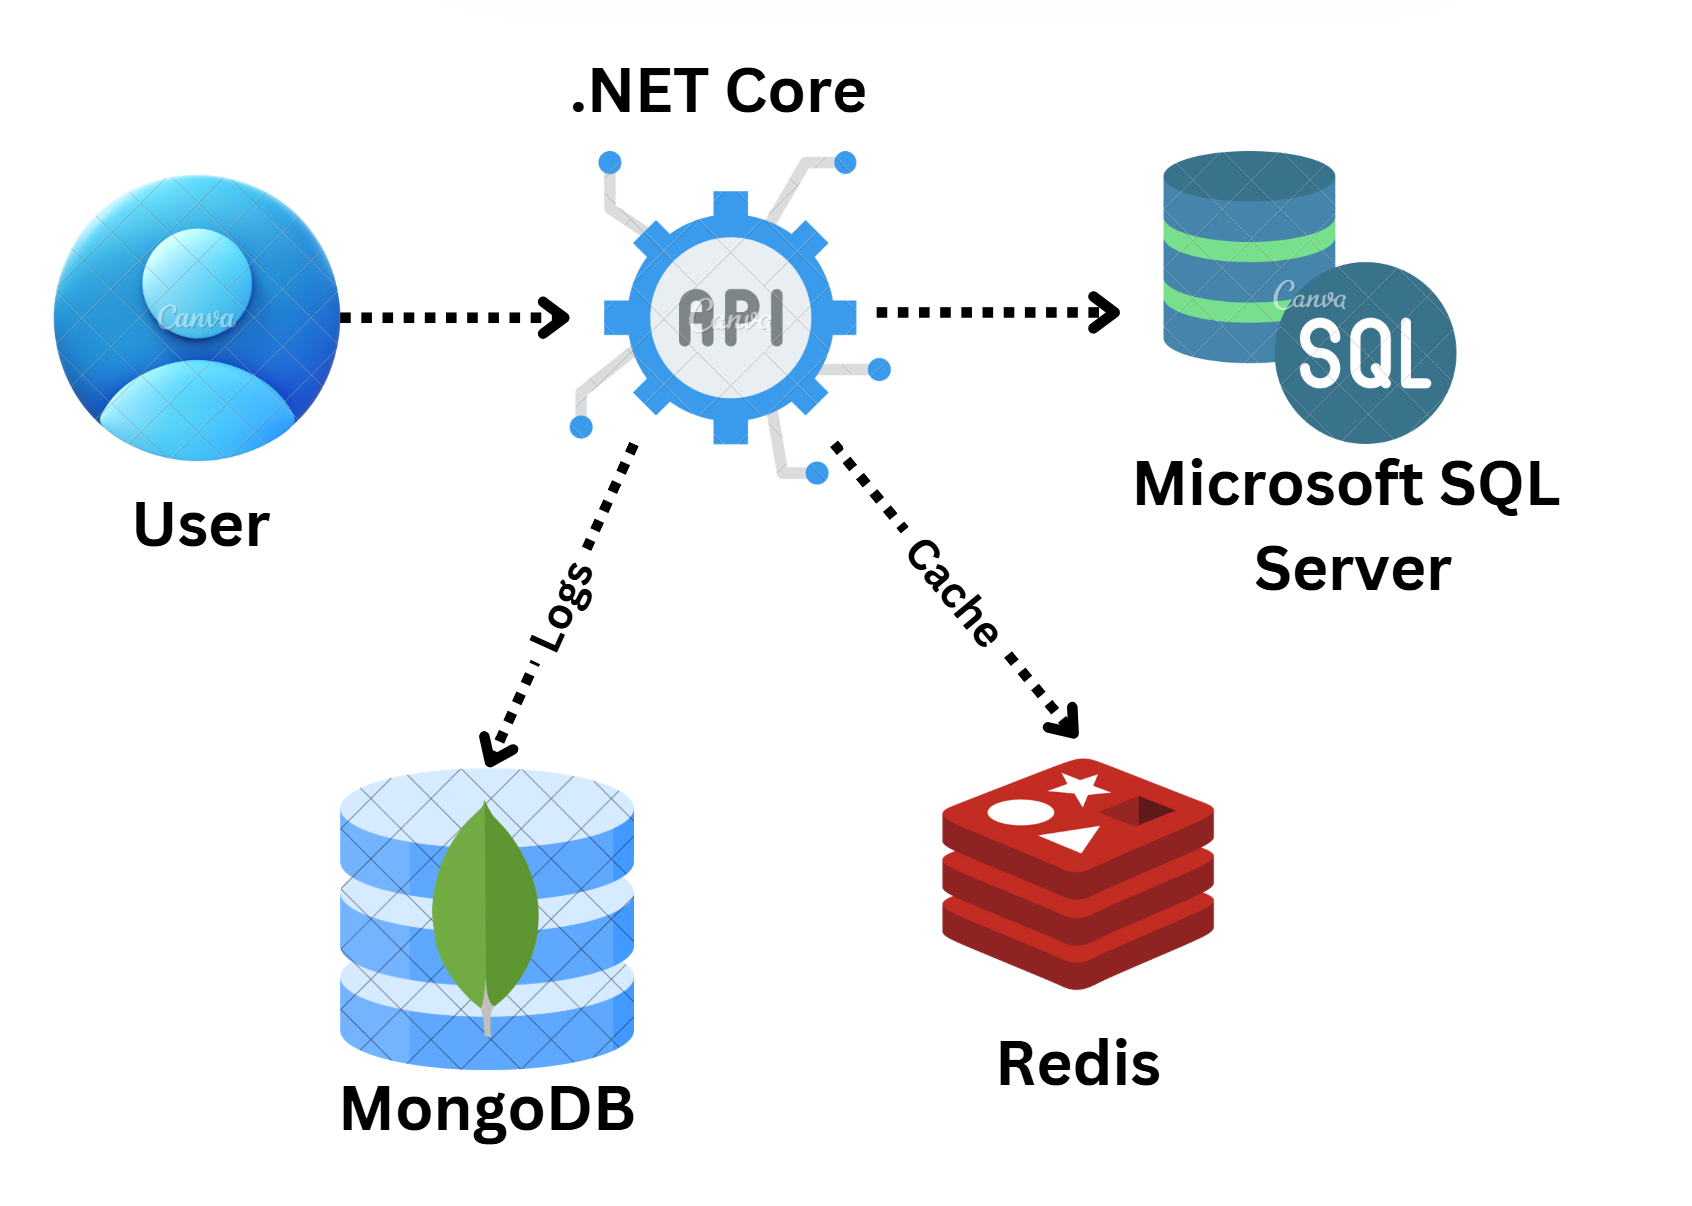 .NET Core
API
Canva
Canva
Canva
SQL
User
Microsoft SQL
Server
Logs
Cache
MongoDB
Redis